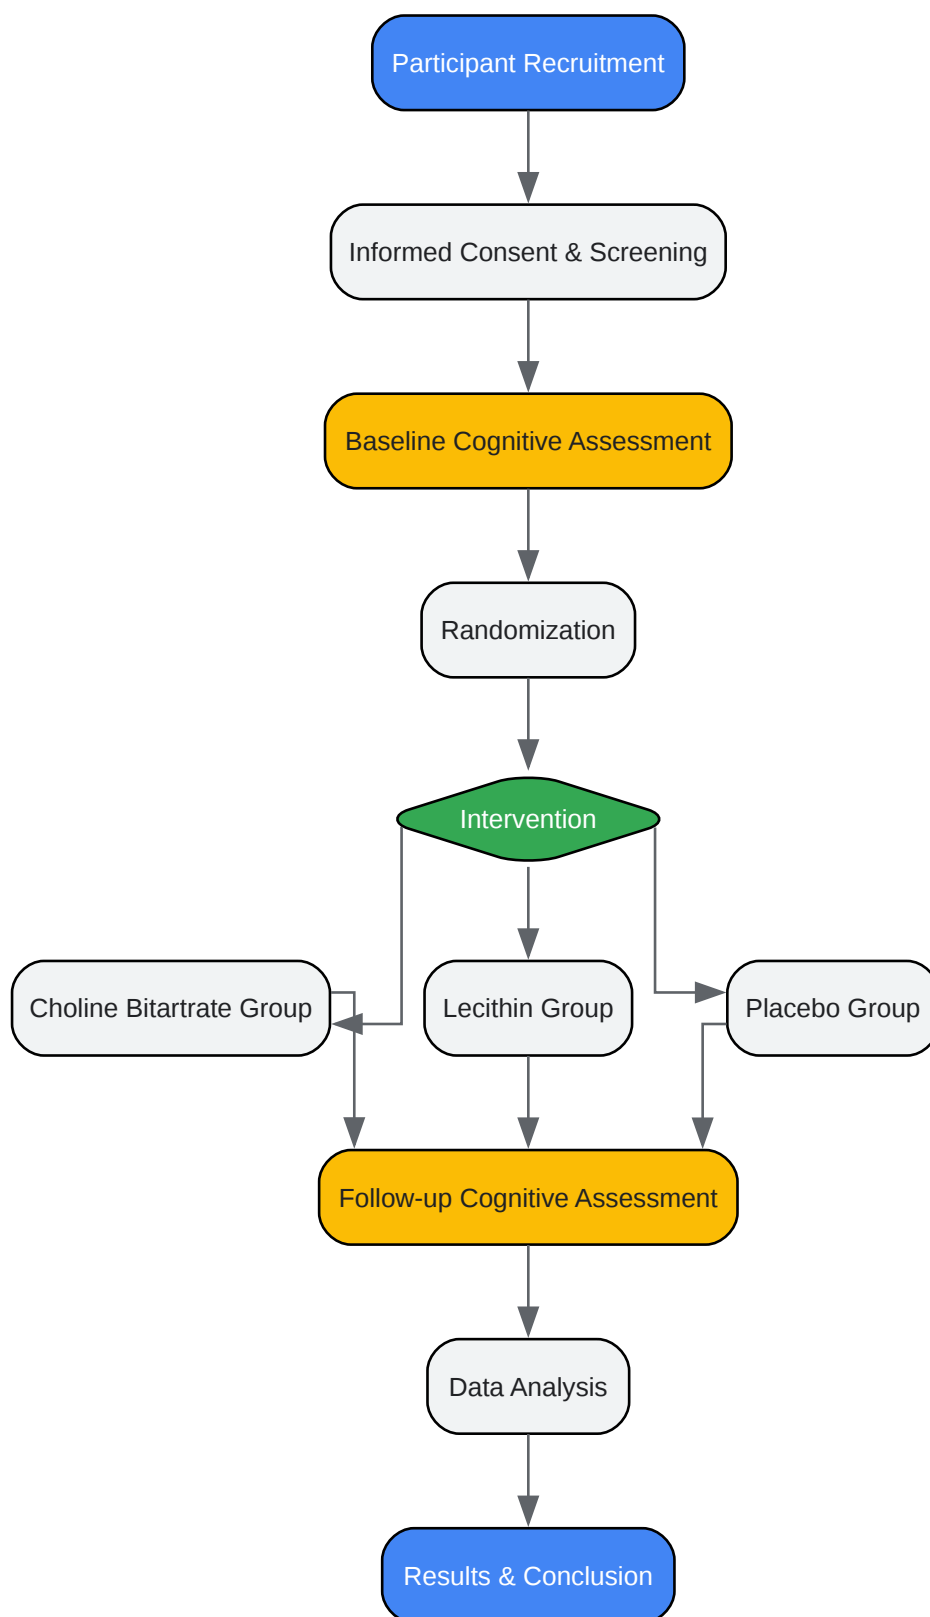 Participant Recruitment
Informed Consent & Screening
Baseline Cognitive Assessment
Randomization
Intervention
Choline Bitartrate Group
Lecithin Group
Placebo Group
Follow-up Cognitive Assessment
Data Analysis
Results & Conclusion